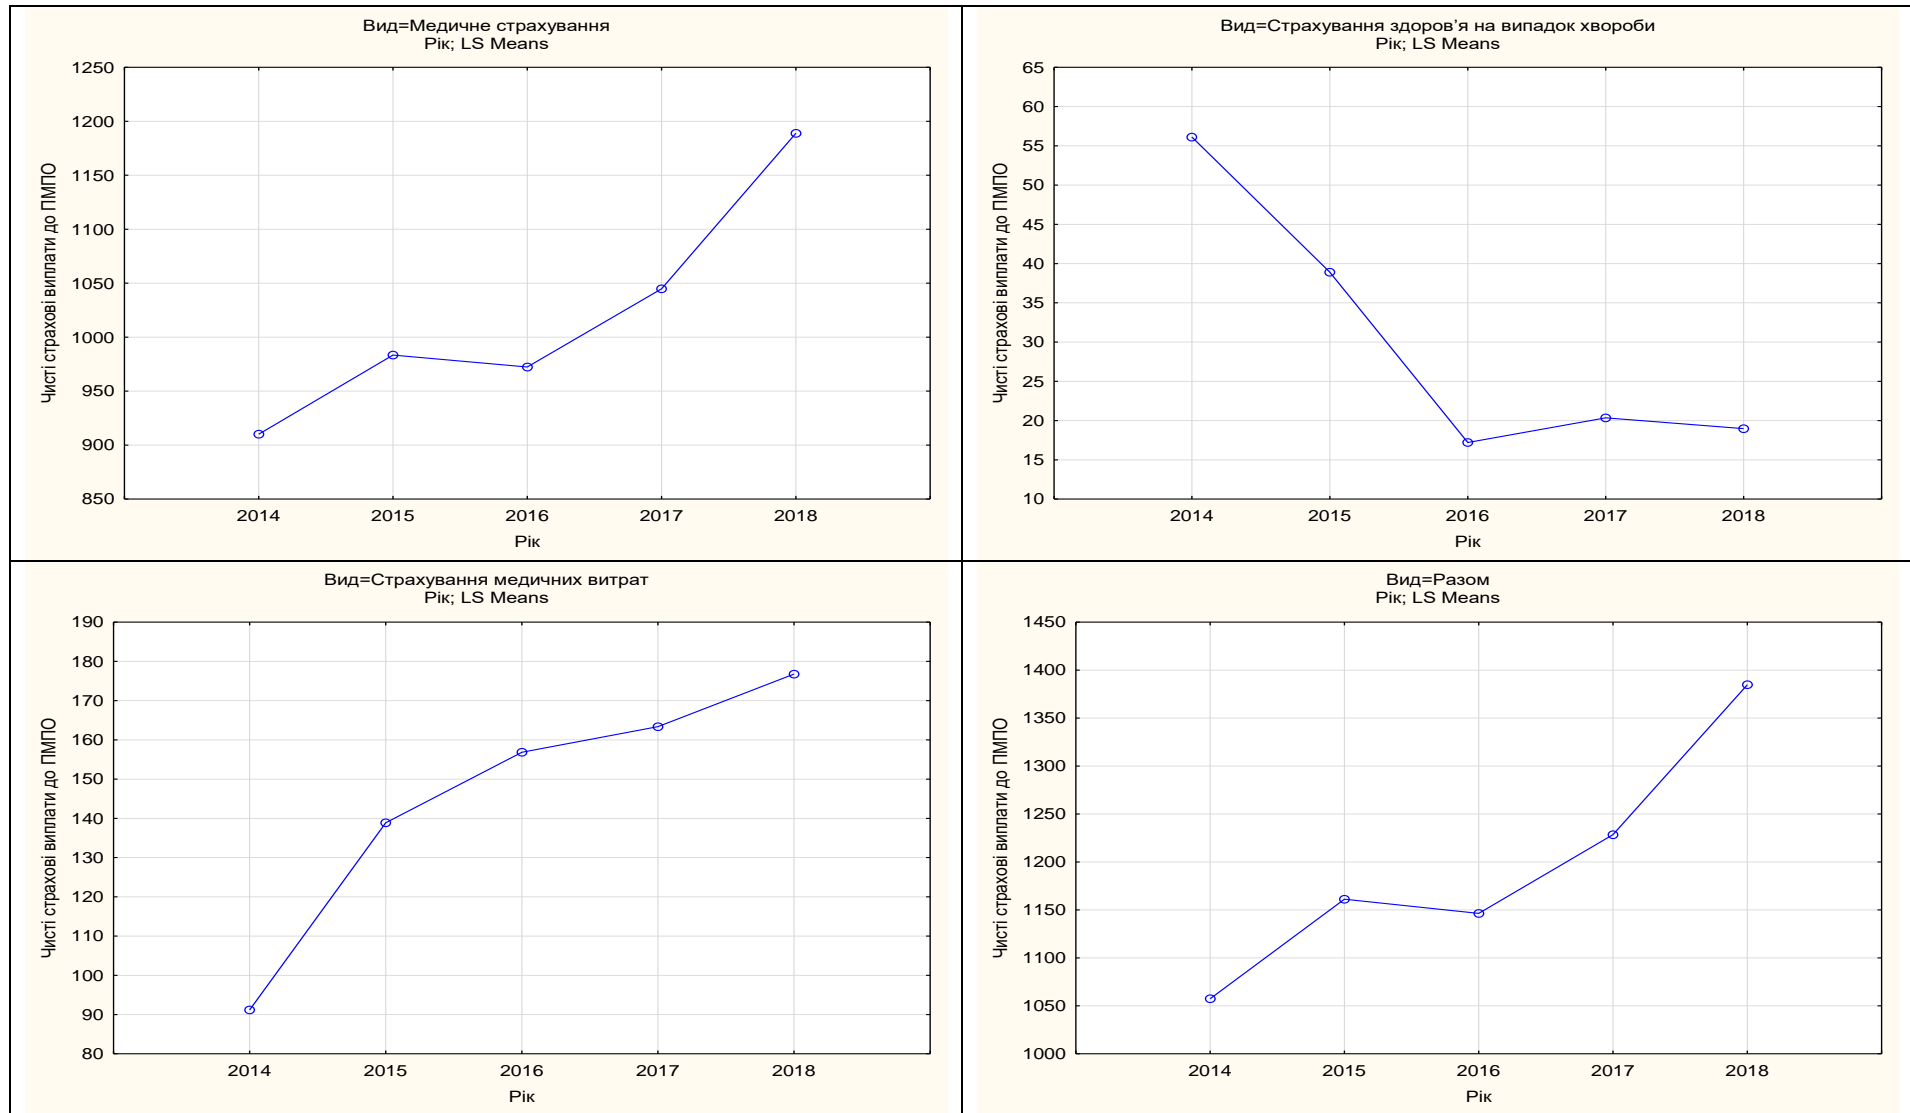 Вид=Медичне страхування
Рік; LS Means
1250
1200
1150
1100
1050
1000
950
900
850
Чисті страхові виплати до ПМПО
2014 2015 2016 2017 2018
Рік
Вид=Страхування здоров’я на випадок хвороби
Рік; LS Means
65
60
55
50
45
40
35
30
25
20
15
10
Чисті страхові виплати до ПМПО
2014 2015 2016 2017 2018
Рік
Вид=Страхування медичних витрат
Рік; LS Means
190
180
170
160
150
140
130
120
110
100
90
80
Чисті страхові виплати до ПМПО
2014 2015 2016 2017 2018
Рік
Вид=Разом
Рік; LS Means
1450
1400
1350
1300
1250
1200
1150
1100
1050
1000
Чисті страхові виплати до ПМПО
2014 2015 2016 2017 2018
Рік